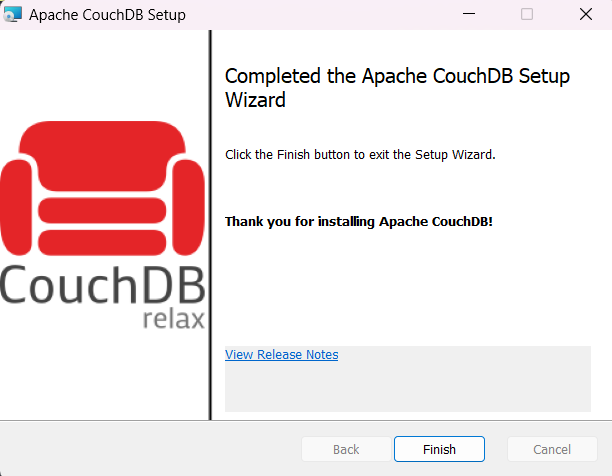 Apache CouchDB Setup
Completed the Apache CouchDB Setup
Wizard
Click the Finish button to exit the Setup Wizard.
Thank you for installing Apache CouchDB!
CouchDB
relax
View Release Notes
Back
Finish
Cancel